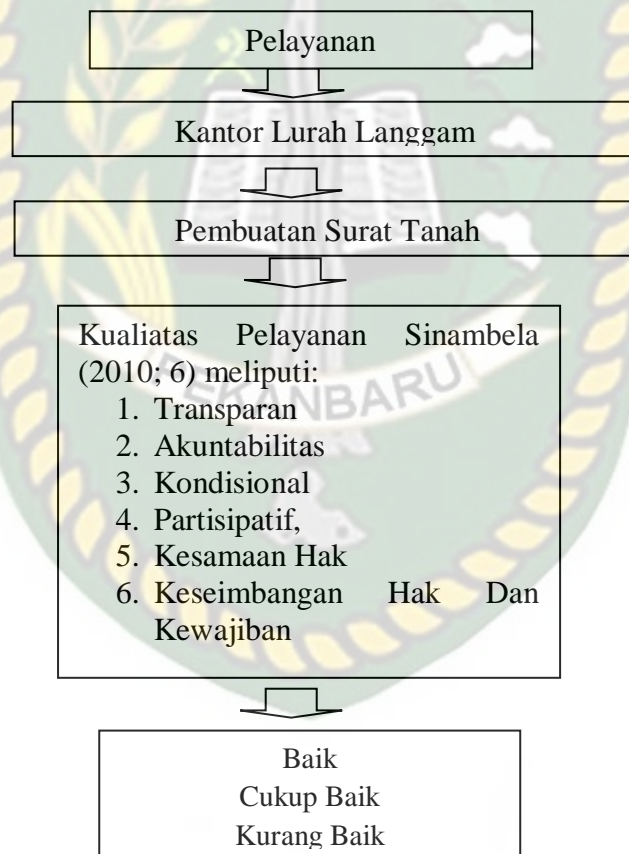 Pelayanan
Kantor Lurah Langgam
Pembuatan Surat Tanah
EKANBARU
Kualiatas Pelayanan Sinambela
(2010; 6) meliputi:
1. Transparan
2. Akuntabilitas
3. Kondisional
4. Partisipatif,
5. Kesamaan Hak
6. Keseimbangan Hak Dan
Kewajiban
Baik
Cukup Baik
Kurang Baik